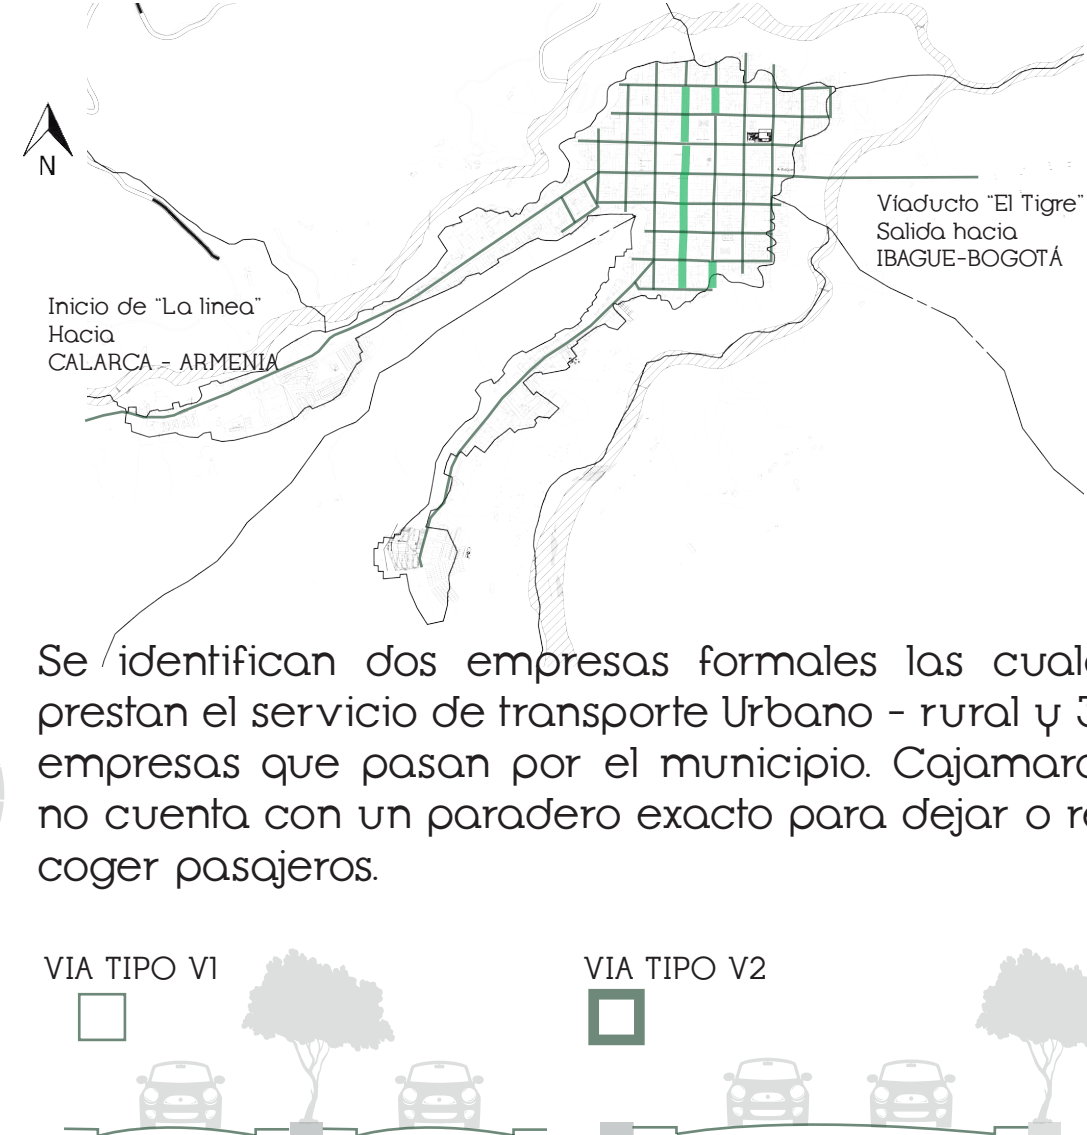 N
Viaducto "El Tigre"
Salida hacia
IBAGUE-BOGOTÁ
Inicio de "La linea"
Hacia
CALARCA - ARMENIA
Se identifican dos empresas formales las
prestan el servicio de transporte Urbano - rural y
empresas que pasan por el municipio.
no cuenta con un paradero exacto para dejar o
coger pasajeros.
VIA TIPO V1
VIA TIPO V2